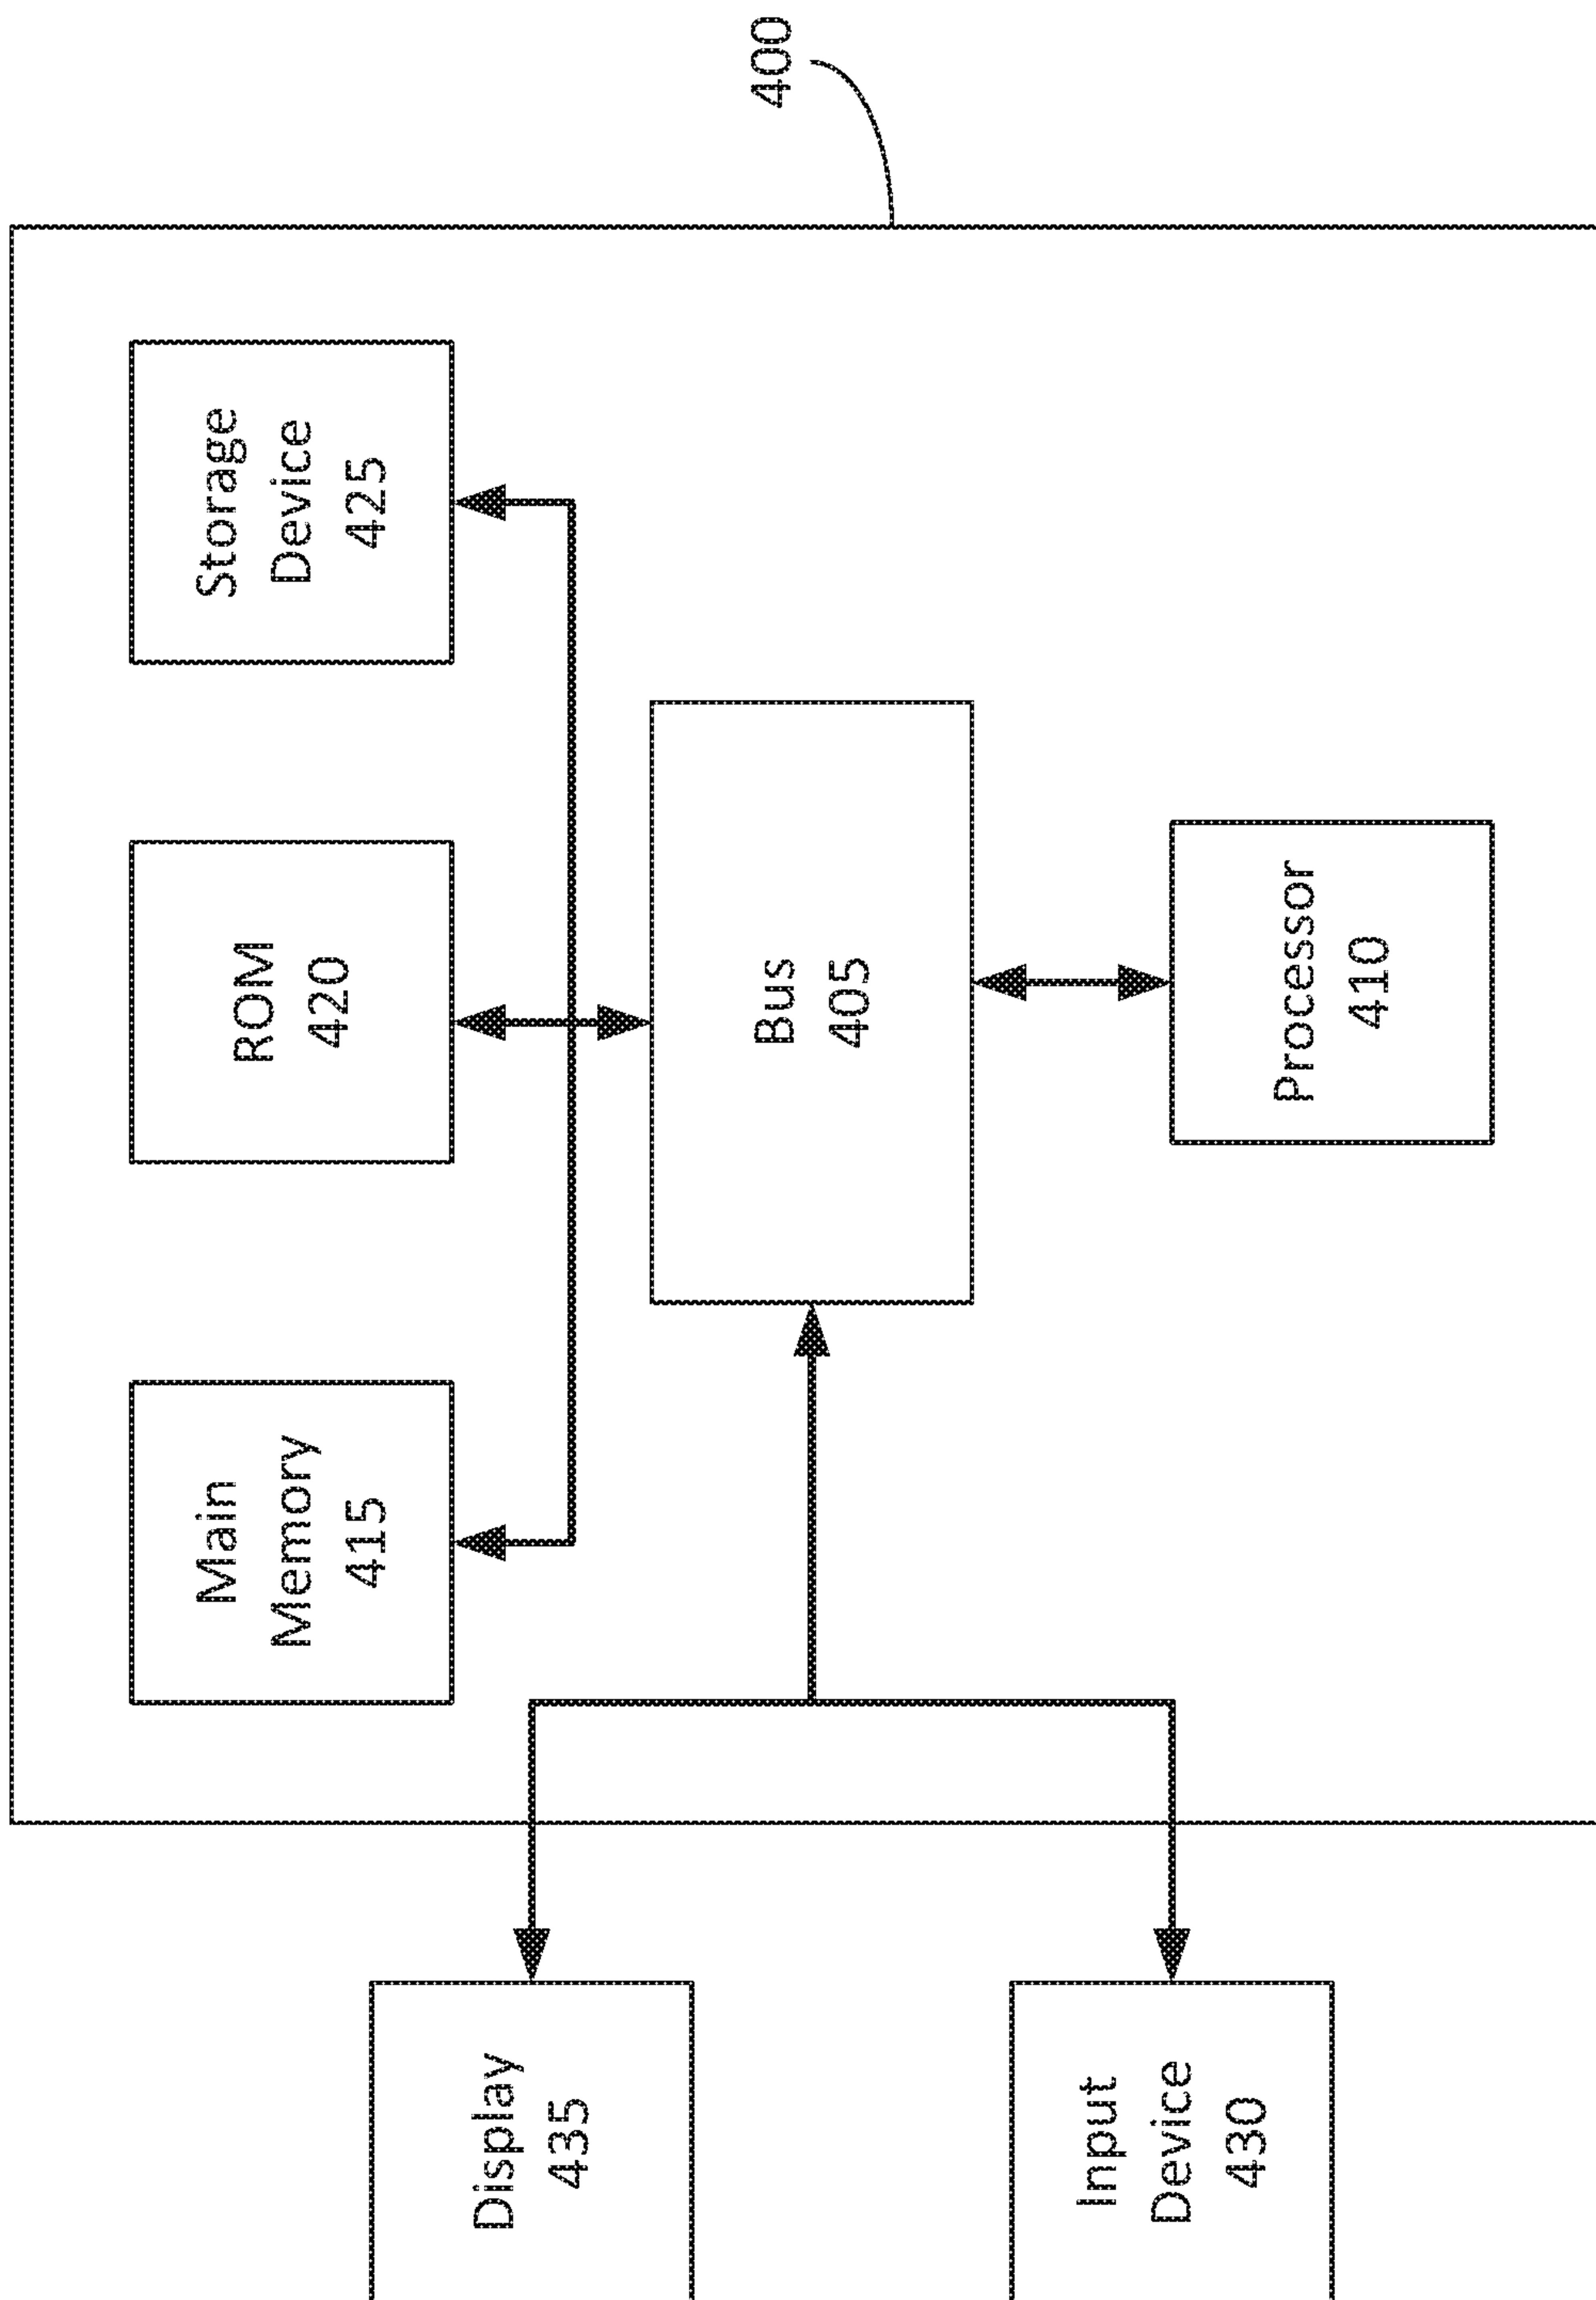 400
Main
Memory
415
ROM
420
Storage
Device
425
Display
435
Bus
405
Input
Device
430
Processor
410